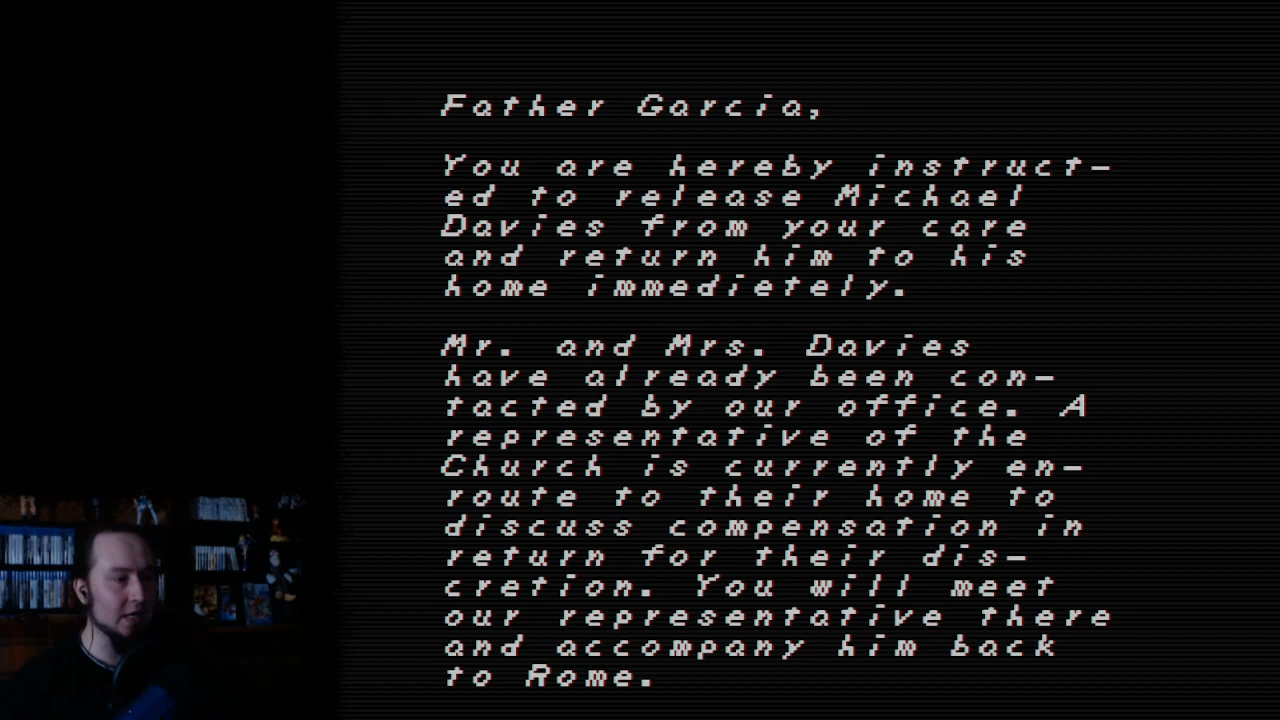 Father Garcia,
You are hereby instruct-
ed to release Michael
Davies from your care
and return him to his
home immedietely.
Mr. and Mrs. Davies
have already been con-
tacted by our office. A
representative of the
Church is currently en-
route to their home to
discuss compensation in
return for their dis-
cretion. You will meet
our representative there
and accompany him back
to Rome.